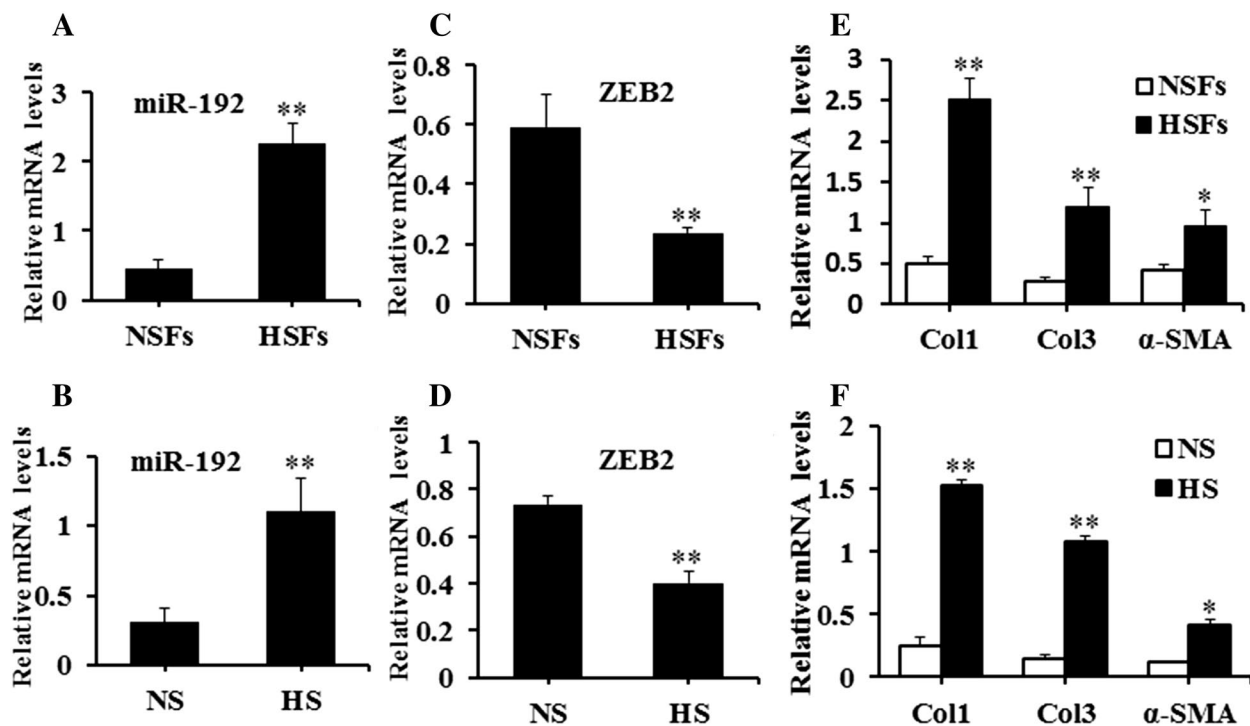 A
Relative mRNA levels
miR-192
3
2
1
0
**
NSFs HSFs
C
Relative mRNA levels
ZEB2
0.8
0.6
0.4
0.2
0
**
NSFs HSFs
E
Relative mRNA levels
3
2.5
2
1.5
1
0.5
0
**
**
*
NSFs
HSFs
Col1 Col3 α-SMA
B
Relative mRNA levels
miR-192
1.5
1
0.5
0
**
NS HS
D
Relative mRNA levels
ZEB2
1
0.8
0.6
0.4
0.2
0
**
NS HS
F
Relative mRNA levels
2
1.5
1
0.5
0
**
**
*
NS
HS
Col1 Col3 α-SMA